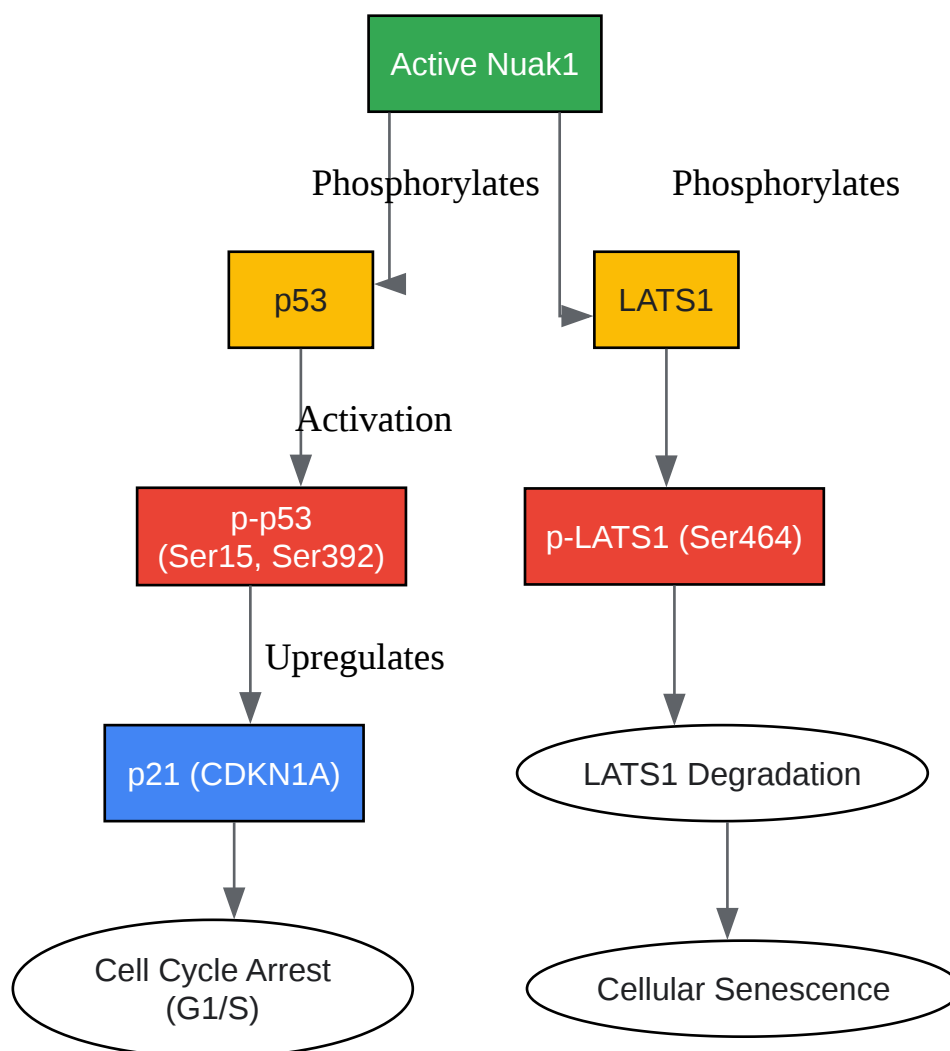 Active Nuak1
Phosphorylates
Phosphorylates
p53
LATS1
Activation
p-p53
(Ser15, Ser392)
p-LATS1 (Ser464)
Upregulates
p21 (CDKN1A)
LATS1 Degradation
Cell Cycle Arrest
(G1/S)
Cellular Senescence